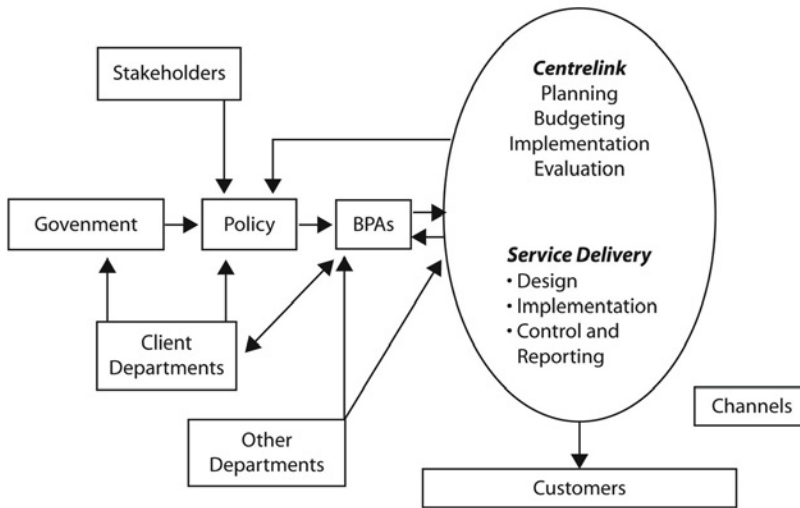 Stakeholders
Centrelink
Planning
Budgeting
Implementation
Evaluation
Govenment
Policy
BPAs
Service Delivery
• Design
• Implementation
• Control and
Reporting
Client
Departments
Channels
Other
Departments
Customers